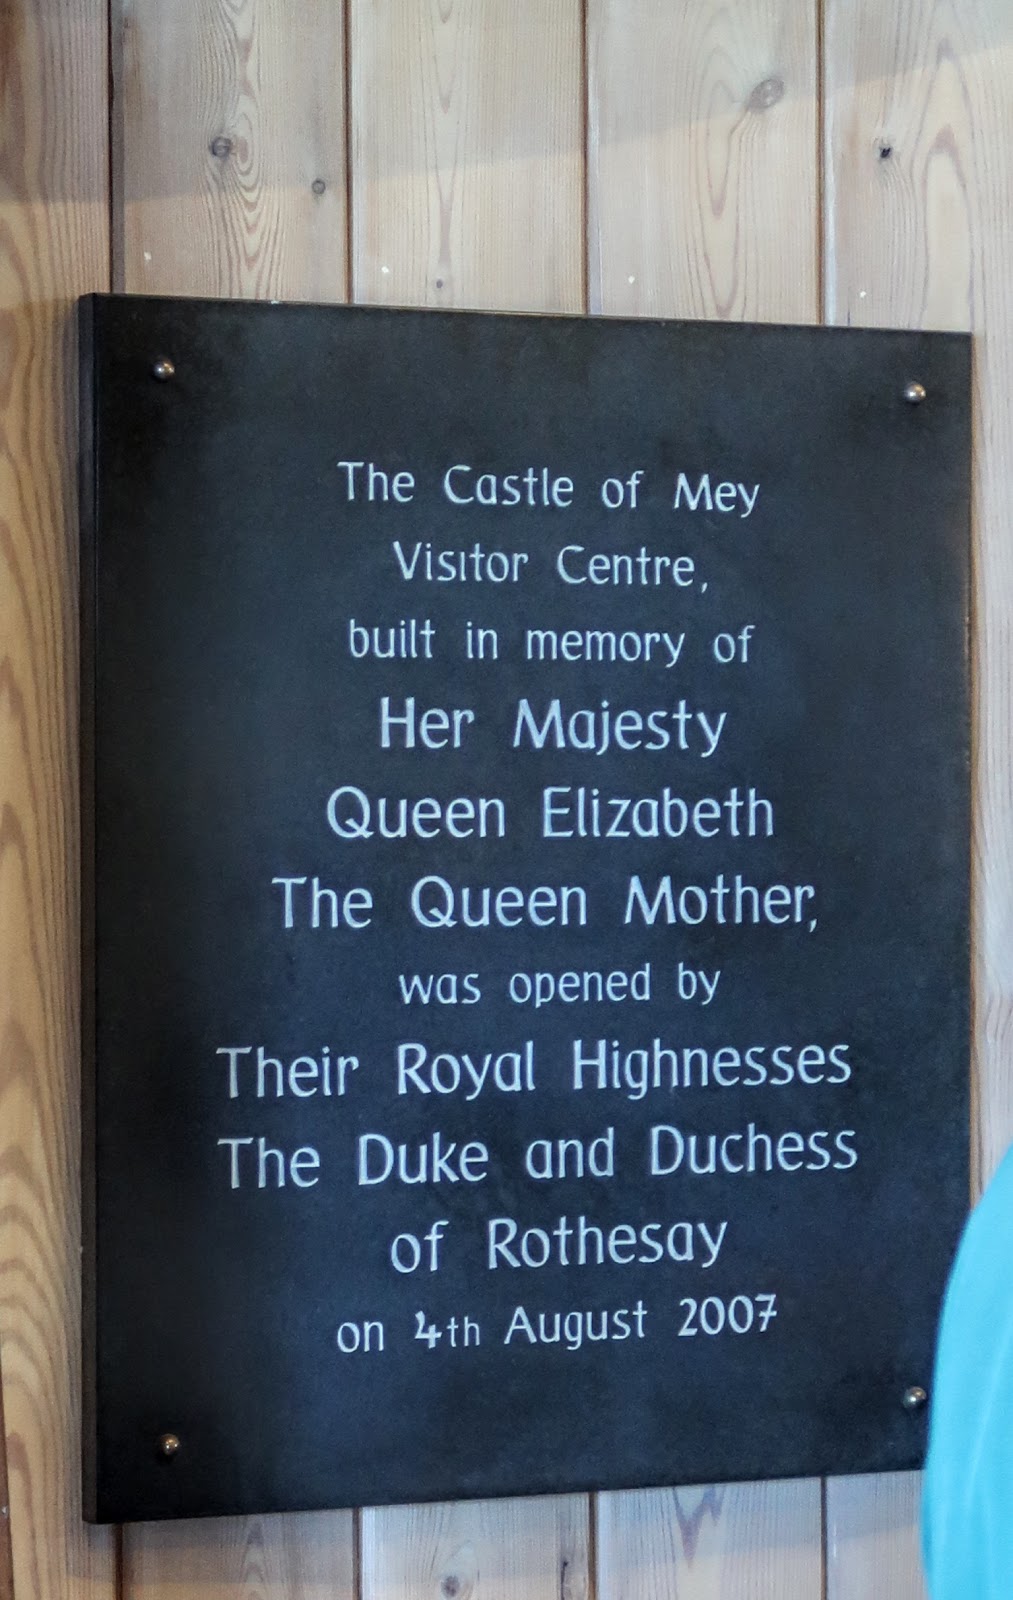 The Castle of Mey
Visitor Centre,
built in memory of
Her Majesty
Queen Elizabeth
The Queen Mother,
was opened by
Their Royal Highnesses
The Duke and Duchess
of Rothesay
on 4th August 2007